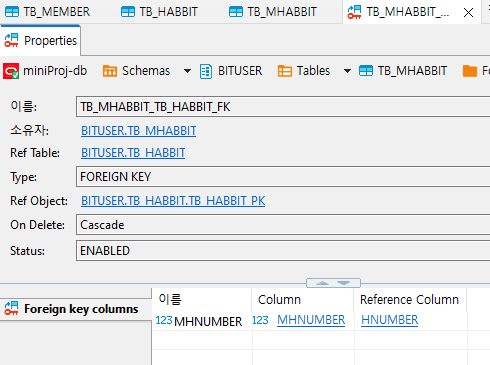 TB_MEMBER TB_HABBIT TB_MHABBIT TB_MHABBIT_...
Properties
miniProj-db Schemas BITUSER Tables TB_MHABBIT
이름: TB_MHABBIT_TB_HABBIT_FK
소유자: BITUSER.TB_MHABBIT
Ref Table: BITUSER.TB_HABBIT
Type: FOREIGN KEY
Ref Object: BITUSER.TB_HABBIT.TB_HABBIT_PK
On Delete: Cascade
Status: ENABLED
이름 Column Reference Column
Foreign key columns 123 MHNUMBER 123 MHNUMBER HNUMBER